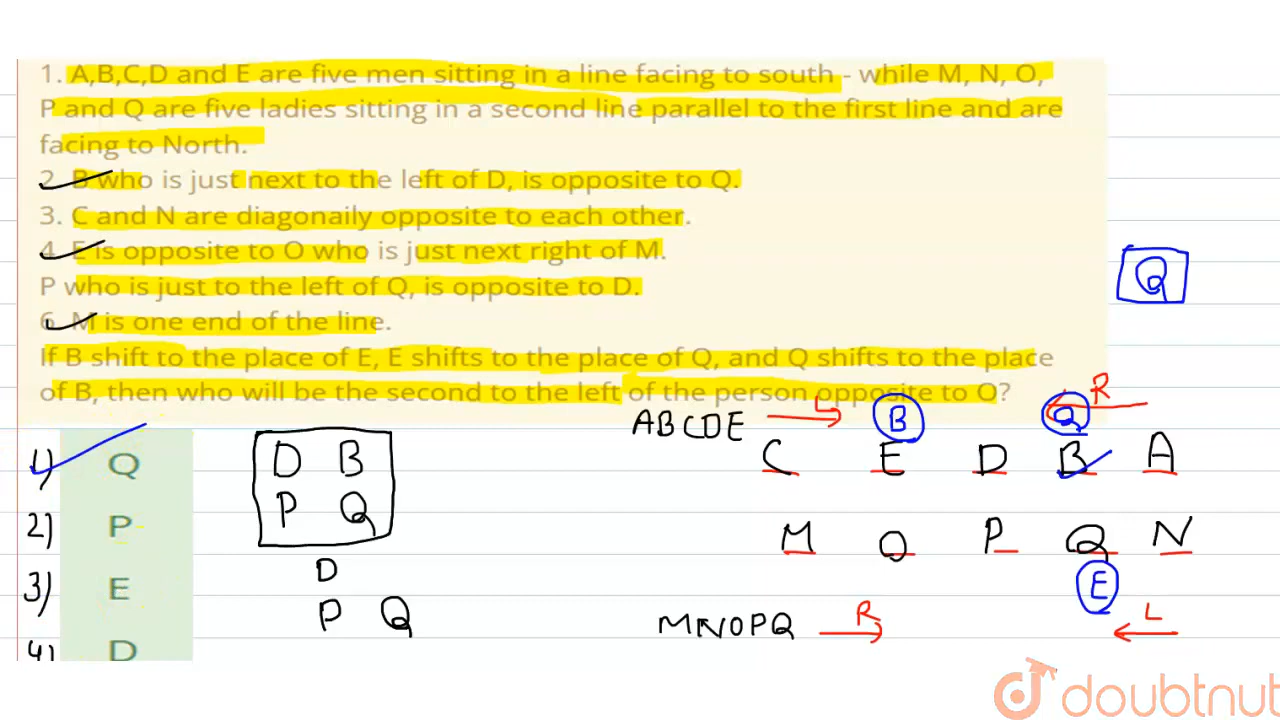 1. A,B,C,D and E are five men sitting in a line facing to south - while M, N, O,
P and Q are five ladies sitting in a second line parallel to the first line and are
facing to North.
2. B who is just next to the left of D, is opposite to Q.
3. C and N are diagonaily opposite to each other.
4. E is opposite to O who is just next right of M.
P who is just to the left of Q, is opposite to D.
6. M is one end of the line.
If B shift to the place of E, E shifts to the place of Q, and Q shifts to the place
of B, then who will be the second to the left of the person opposite to O?
Q
1) Q
2) P
3) E
4) D
D B
P Q
D
P Q
ABCDE L R
B Q
C E D B A
M O P Q N
E
MNOPQ R L
doubtnut